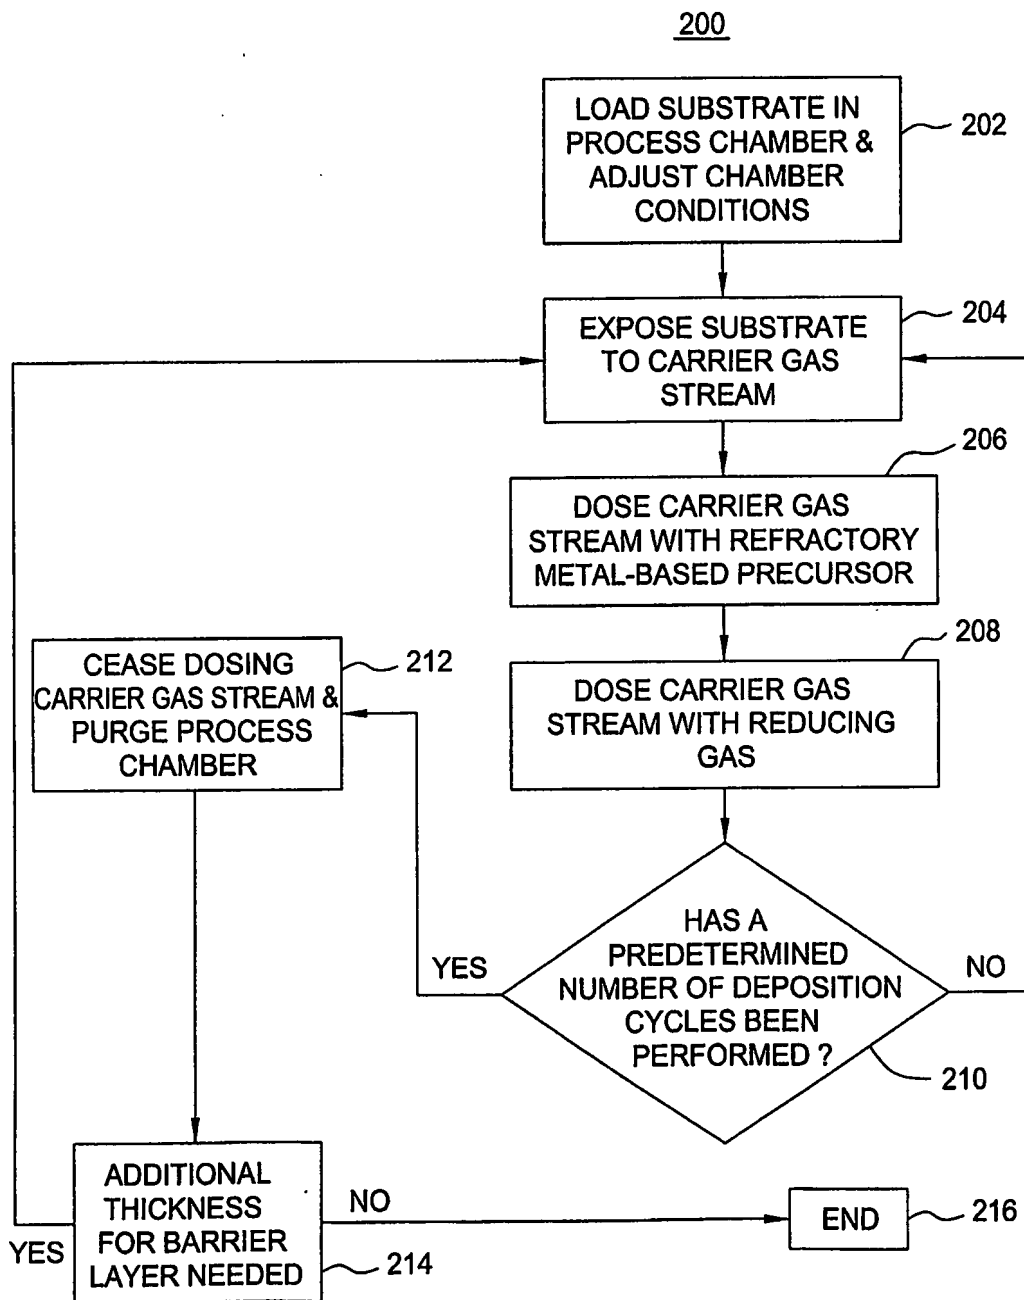 200
LOAD SUBSTRATE IN
PROCESS CHAMBER &
ADJUST CHAMBER
CONDITIONS
202
EXPOSE SUBSTRATE
TO CARRIER GAS
STREAM
204
206
DOSE CARRIER GAS
STREAM WITH REFRACTORY
METAL-BASED PRECURSOR
208
DOSE CARRIER GAS
STREAM WITH REDUCING
GAS
CEASE DOSING
CARRIER GAS STREAM &
PURGE PROCESS
CHAMBER
212
HAS A
PREDETERMINED
NUMBER OF DEPOSITION
CYCLES BEEN
PERFORMED ?
YES
NO
210
ADDITIONAL
THICKNESS
FOR BARRIER
LAYER NEEDED
YES
NO
214
END
216